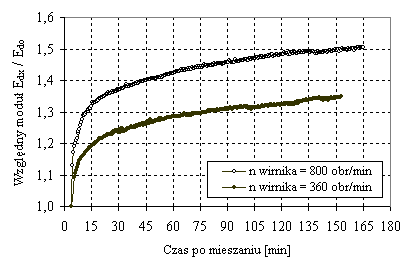 1,6
1,5
1,4
1,3
1,2
1,1
1,0
Względny moduł Edx / Edo
n wirnika = 800 obr/min
n wirnika = 360 obr/min
0 15 30 45 60 75 90 105 120 135 150 165 180
Czas po mieszaniu [min]